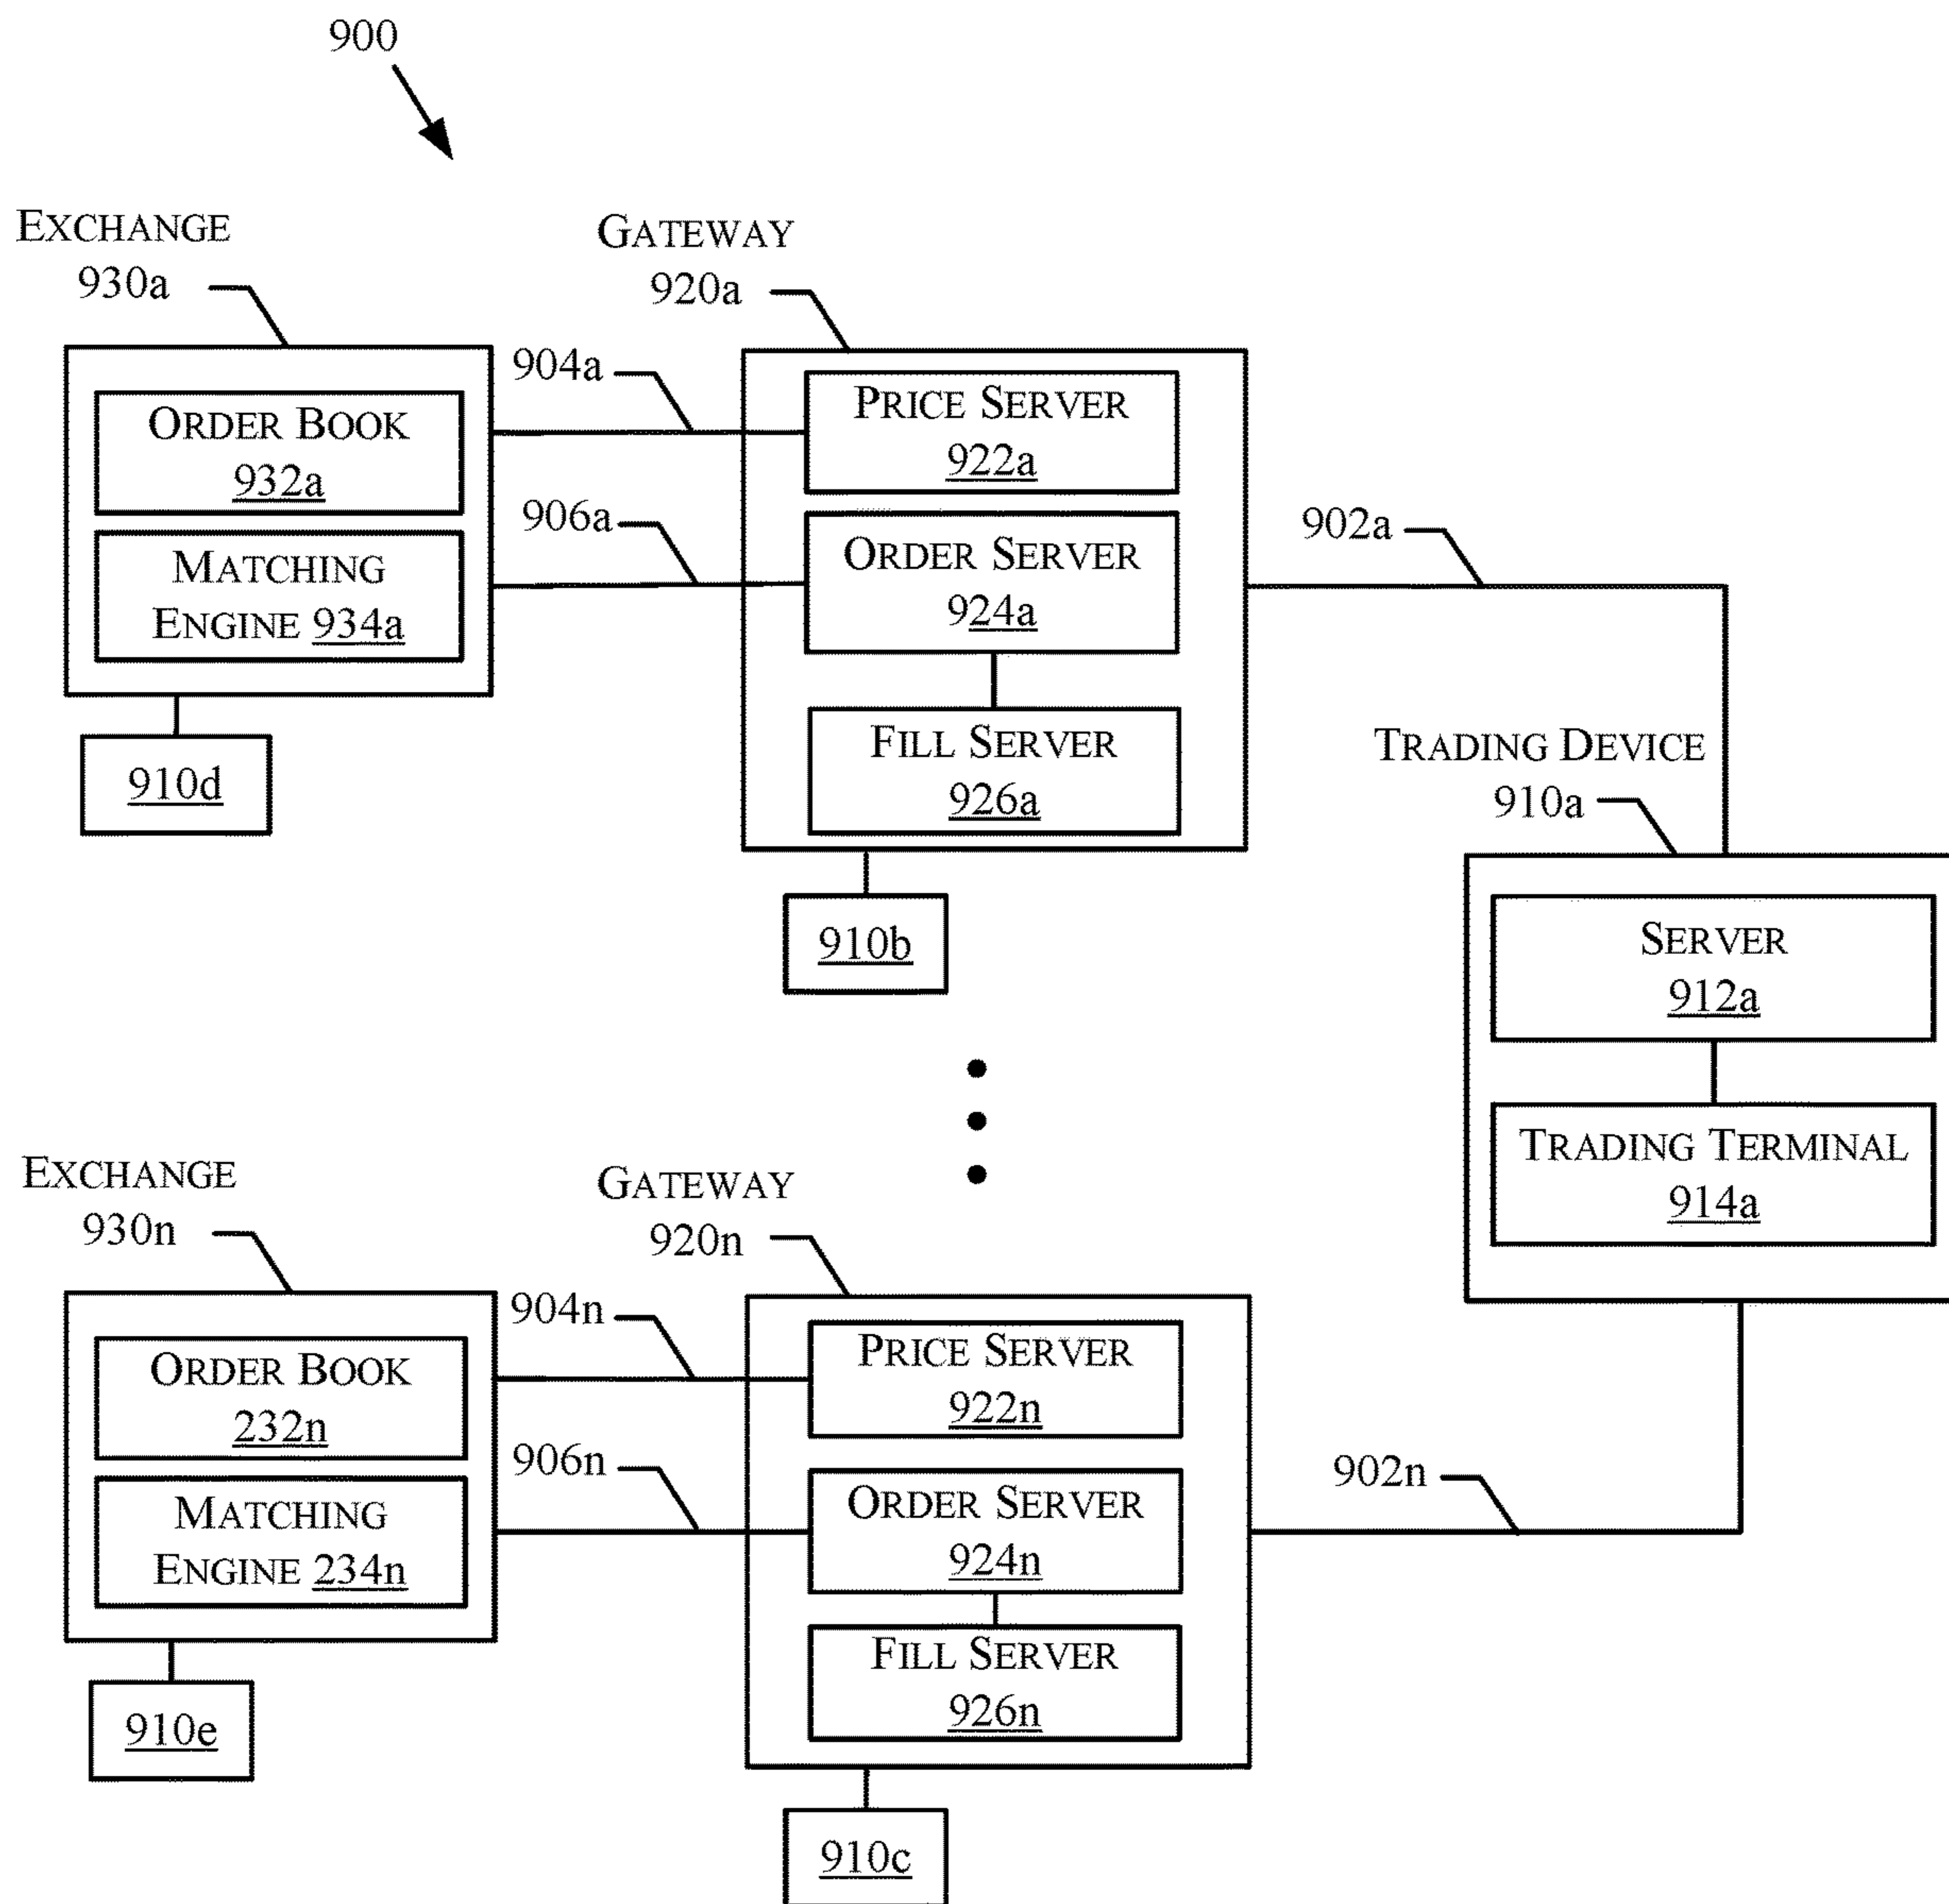 900
EXCHANGE
930a
GATEWAY
920a
904a
ORDER BOOK
932a
PRICE SERVER
922a
906a
MATCHING
ENGINE 934a
ORDER SERVER
924a
902a
910d
FILL SERVER
926a
TRADING DEVICE
910a
910b
SERVER
912a
TRADING TERMINAL
914a
EXCHANGE
930n
GATEWAY
920n
904n
ORDER BOOK
232n
PRICE SERVER
922n
906n
MATCHING
ENGINE 234n
ORDER SERVER
924n
902n
FILL SERVER
926n
910e
910c